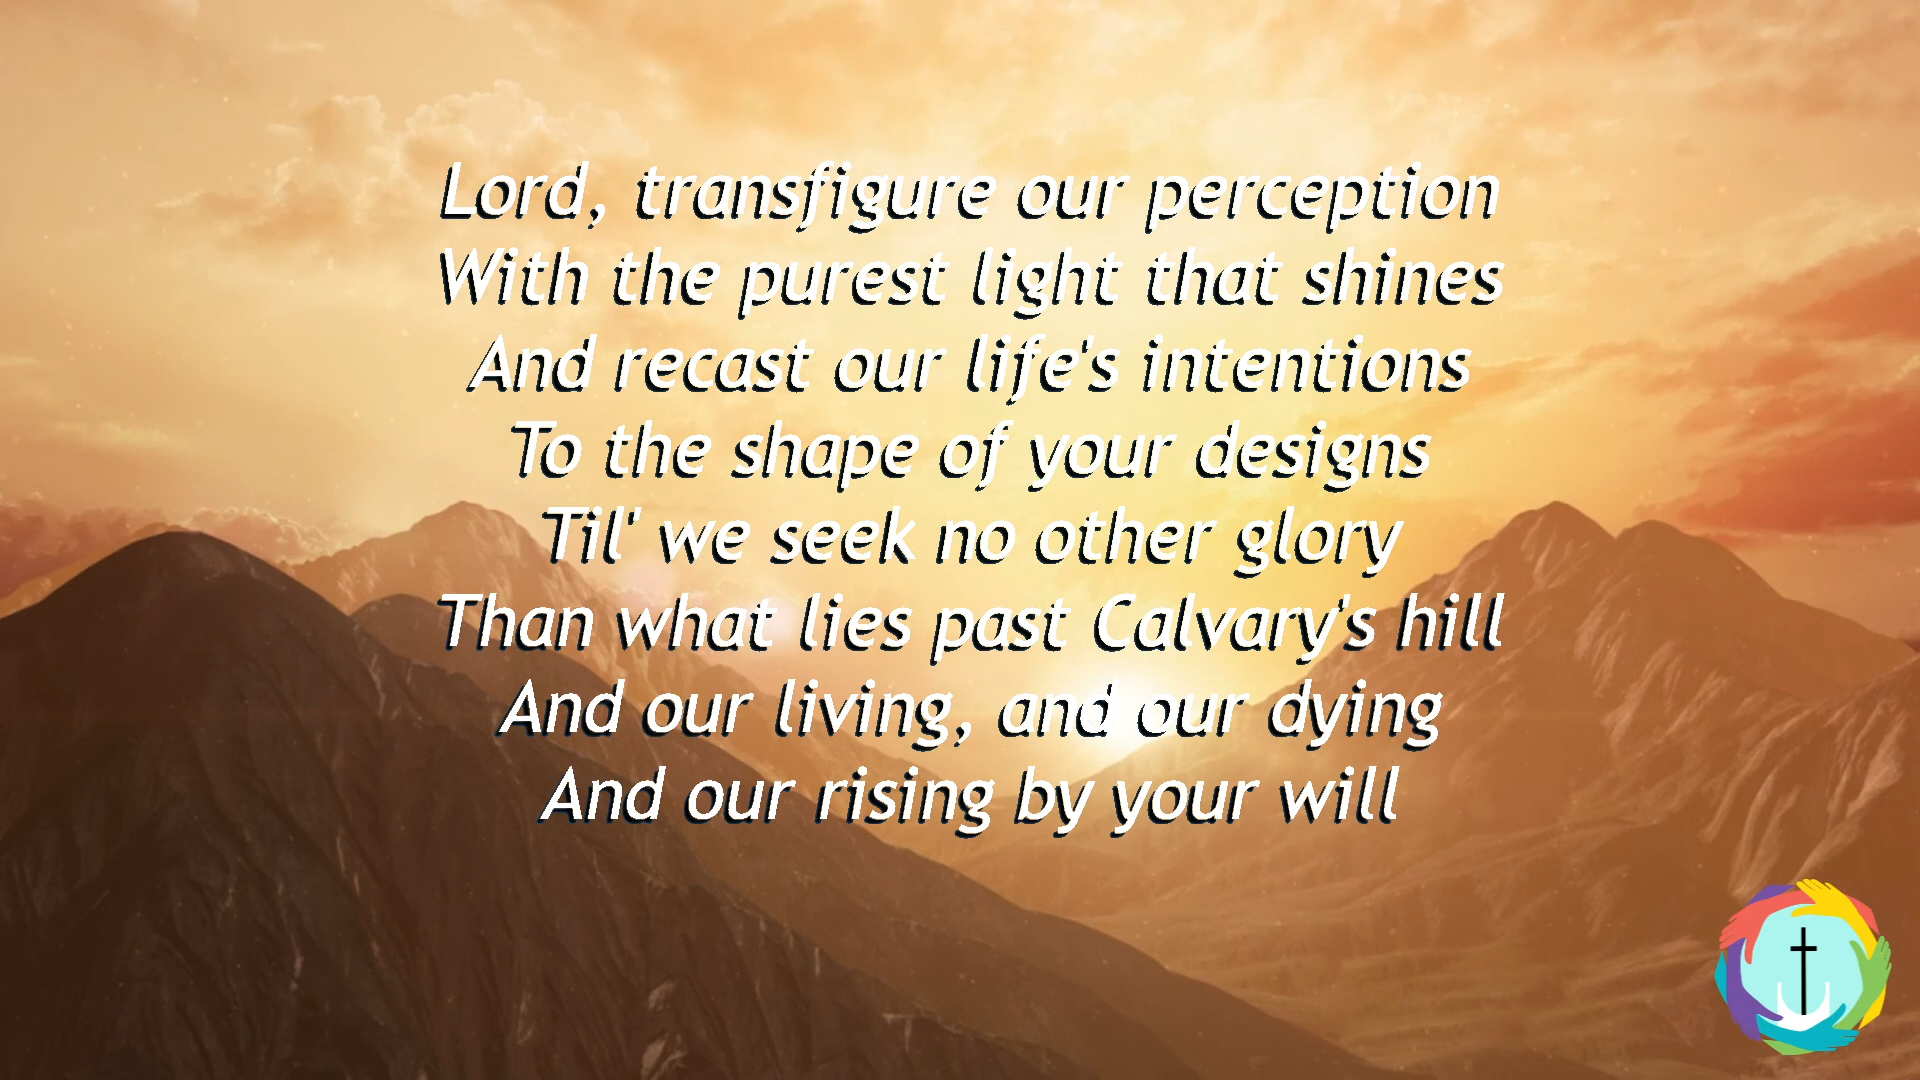 Lord, transfigure our perception
With the purest light that shines
And recast our life's intentions
To the shape of your designs
Til' we seek no other glory
Than what lies past Calvary's hill
And our living, and our dying
And our rising by your will